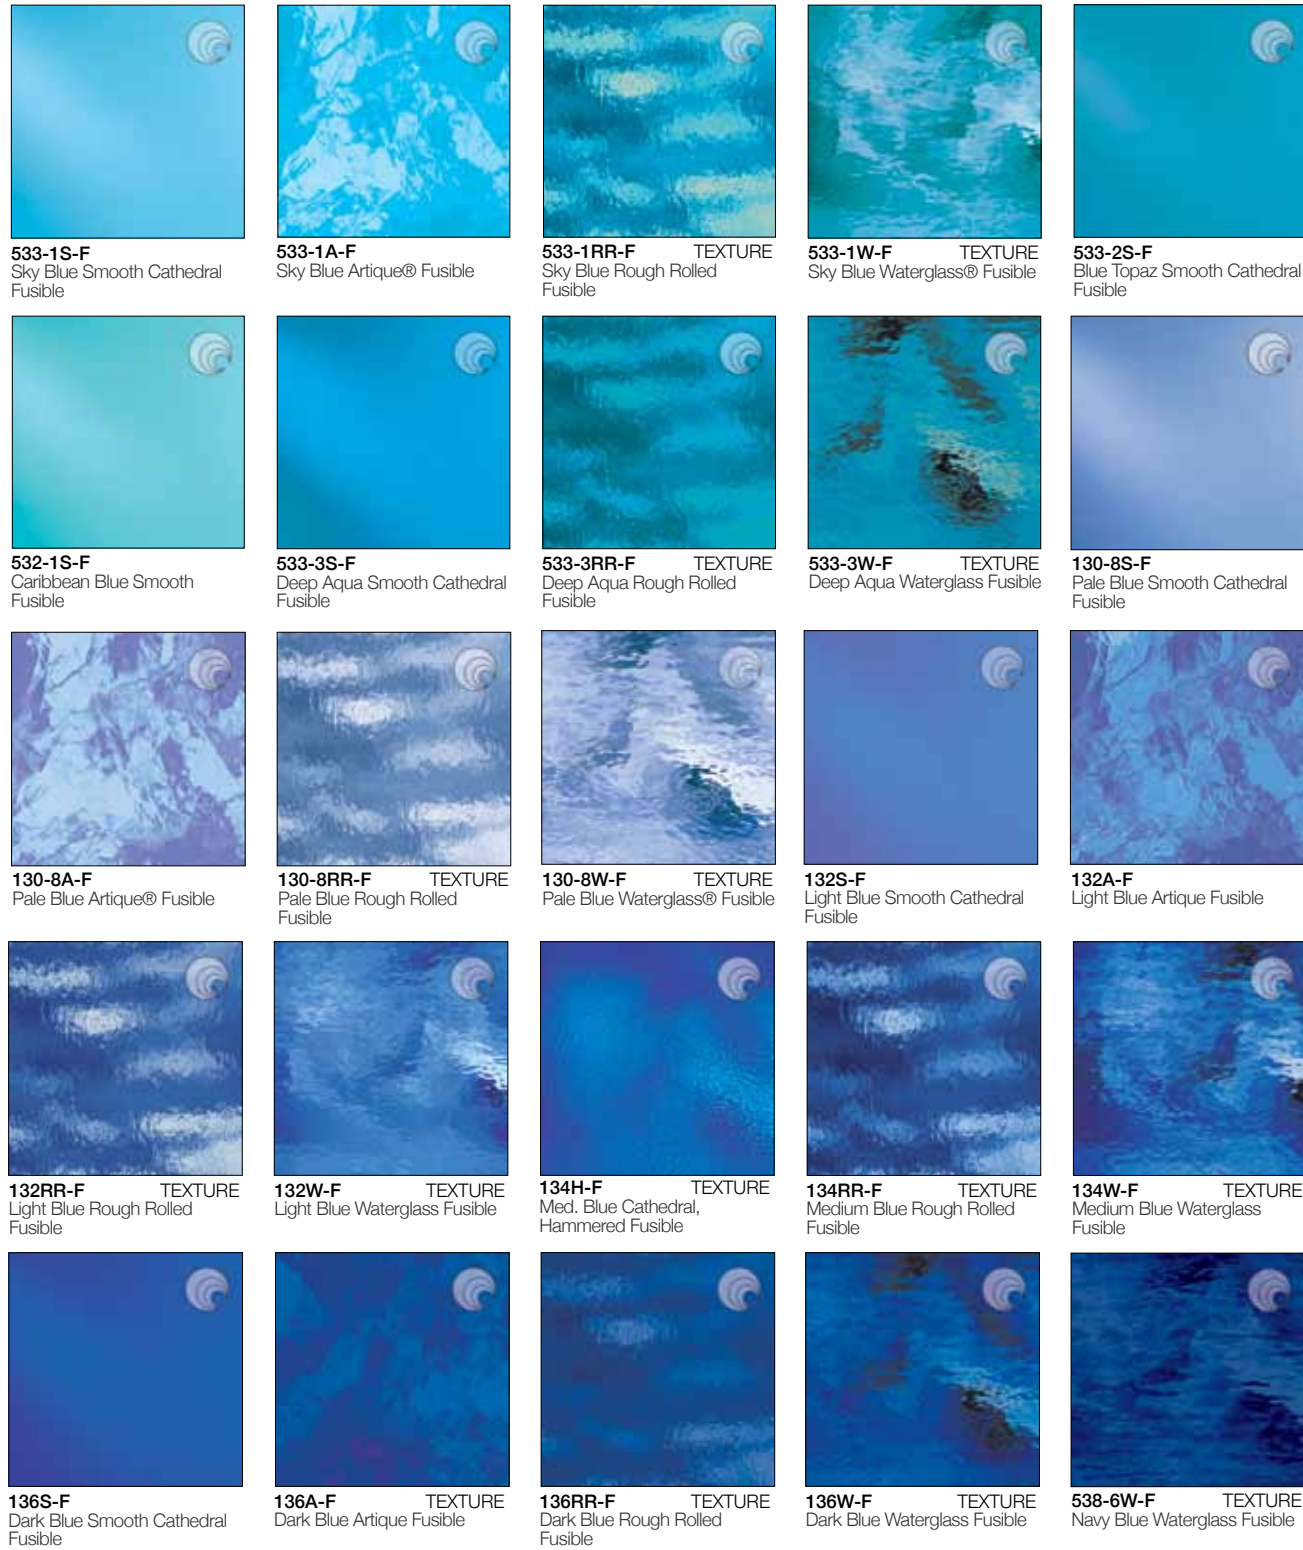 533-1S-F
Sky Blue Smooth Cathedral
Fusible
533-1A-F
Sky Blue Artique® Fusible
533-1RR-F TEXTURE
Sky Blue Rough Rolled
Fusible
533-1W-F TEXTURE
Sky Blue Waterglass® Fusible
533-2S-F
Blue Topaz Smooth Cathedral
Fusible
532-1S-F
Caribbean Blue Smooth
Fusible
533-3S-F
Deep Aqua Smooth Cathedral
Fusible
533-3RR-F TEXTURE
Deep Aqua Rough Rolled
Fusible
533-3W-F TEXTURE
Deep Aqua Waterglass Fusible
130-8S-F
Pale Blue Smooth Cathedral
Fusible
130-8A-F
Pale Blue Artique® Fusible
130-8RR-F TEXTURE
Pale Blue Rough Rolled
Fusible
130-8W-F TEXTURE
Pale Blue Waterglass® Fusible
132S-F
Light Blue Smooth Cathedral
Fusible
132A-F
Light Blue Artique Fusible
132RR-F TEXTURE
Light Blue Rough Rolled
Fusible
132W-F TEXTURE
Light Blue Waterglass Fusible
134H-F TEXTURE
Med. Blue Cathedral,
Hammered Fusible
134RR-F TEXTURE
Medium Blue Rough Rolled
Fusible
134W-F TEXTURE
Medium Blue Waterglass
Fusible
136S-F
Dark Blue Smooth Cathedral
Fusible
136A-F TEXTURE
Dark Blue Artique Fusible
136RR-F TEXTURE
Dark Blue Rough Rolled
Fusible
136W-F TEXTURE
Dark Blue Waterglass Fusible
538-6W-F TEXTURE
Navy Blue Waterglass Fusible